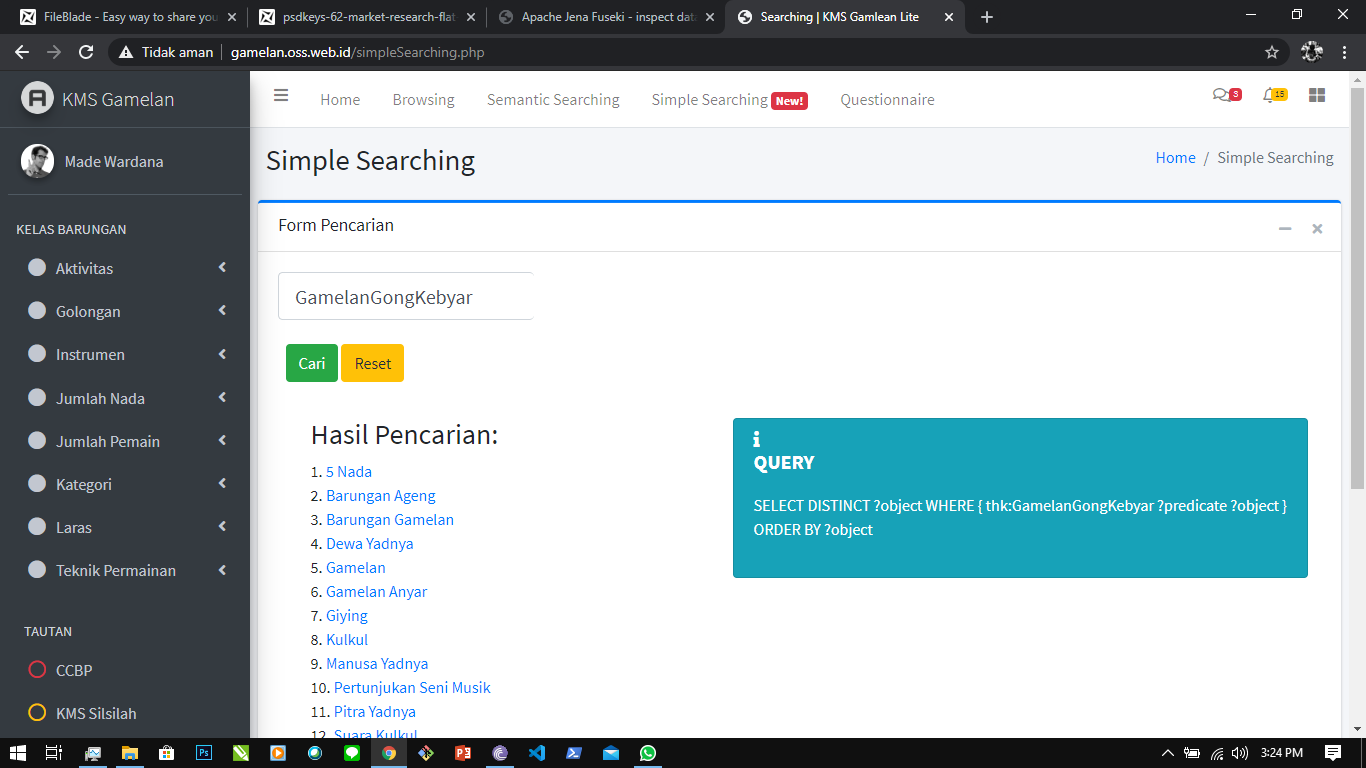 FileBlade - Easy way to share you
psdkeys-62-market-research-flat
Apache Jena Fuseki - inspect data
Searching | KMS Gamlean Lite
Tidak aman
gamelan.oss.web.id/simpleSearching.php
KMS Gamelan
Home
Browsing
Semantic Searching
Simple Searching New!
Questionnaire
3
15
Made Wardana
Simple Searching
Home / Simple Searching
KELAS BARUNGAN
Aktivitas
Golongan
Instrumen
Jumlah Nada
Jumlah Pemain
Kategori
Laras
Teknik Permainan
TAUTAN
CCBP
KMS Silsilah
Form Pencarian
GamelanGongKebyar
Cari
Reset
Hasil Pencarian:
1. 5 Nada
2. Barungan Ageng
3. Barungan Gamelan
4. Dewa Yadnya
5. Gamelan
6. Gamelan Anyar
7. Giying
8. Kulkul
9. Manusa Yadnya
10. Pertunjukan Seni Musik
11. Pitra Yadnya
12. Suara Kulkul
QUERY
SELECT DISTINCT ?object WHERE { thk:GamelanGongKebyar ?predicate ?object }
ORDER BY ?object
3:24 PM